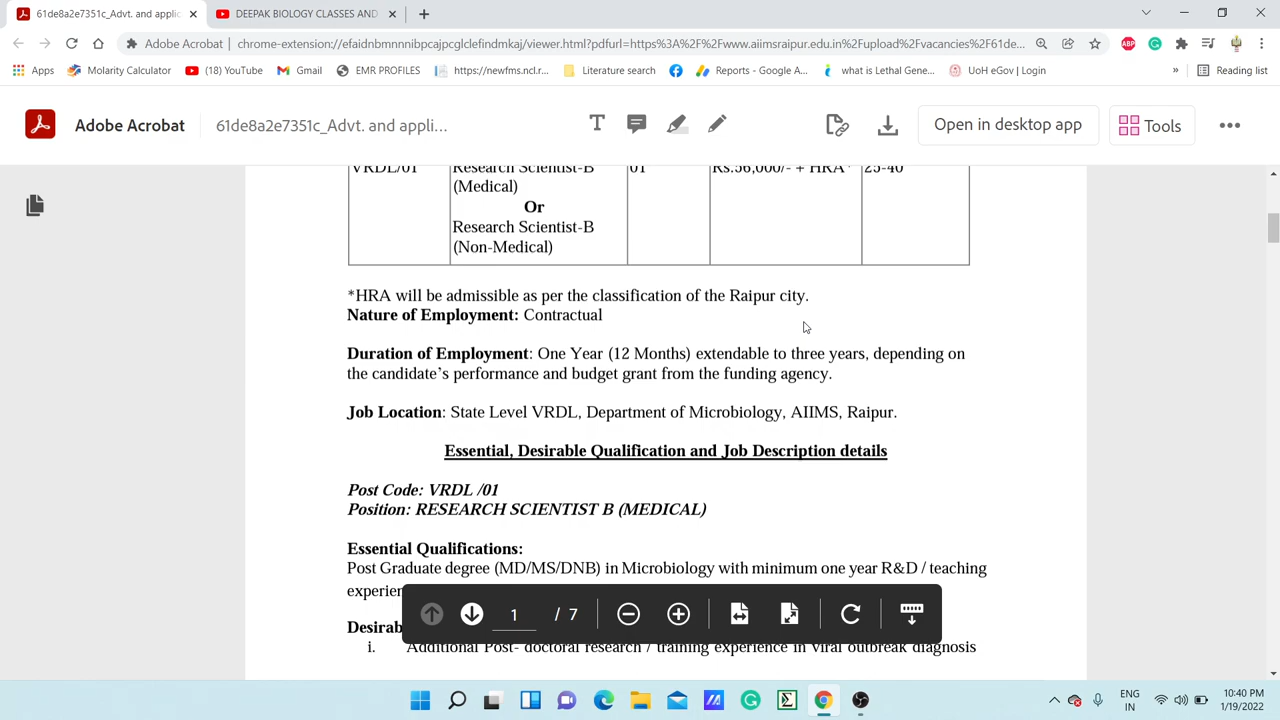 61de8a2e7351c_Advt. and applic
DEEPAK BIOLOGY CLASSES AND
Adobe Acrobat | chrome-extension://efaidnbmnnnibpcajpcglclefindmkaj/viewer.html?pdfurl=https%3A%2F%2Fwww.aiimsraipur.edu.in%2Fupload%2Fvacancies%2F61de...
ABP
Apps
Molarity Calculator
(18) YouTube
Gmail
EMR PROFILES
https://newfms.ncl.r...
Literature search
Reports - Google A...
what is Lethal Gene...
UoH eGov | Login
»
Reading list
Adobe Acrobat
61de8a2e7351c_Advt. and appli...
Open in desktop app
Tools
VRDL/01 Research Scientist-B 01 Rs.56,000/- + HRA* 25-40
(Medical)
Or
Research Scientist-B
(Non-Medical)
*HRA will be admissible as per the classification of the Raipur city.
Nature of Employment: Contractual
Duration of Employment: One Year (12 Months) extendable to three years, depending on
the candidate's performance and budget grant from the funding agency.
Job Location: State Level VRDL, Department of Microbiology, AIIMS, Raipur.
Essential, Desirable Qualification and Job Description details
Post Code: VRDL /01
Position: RESEARCH SCIENTIST B (MEDICAL)
Essential Qualifications:
Post Graduate degree (MD/MS/DNB) in Microbiology with minimum one year R&D / teaching
1 / 7
i. Additional Post- doctoral research / training experience in viral outbreak diagnosis
ENG
IN
10:40 PM
1/19/2022